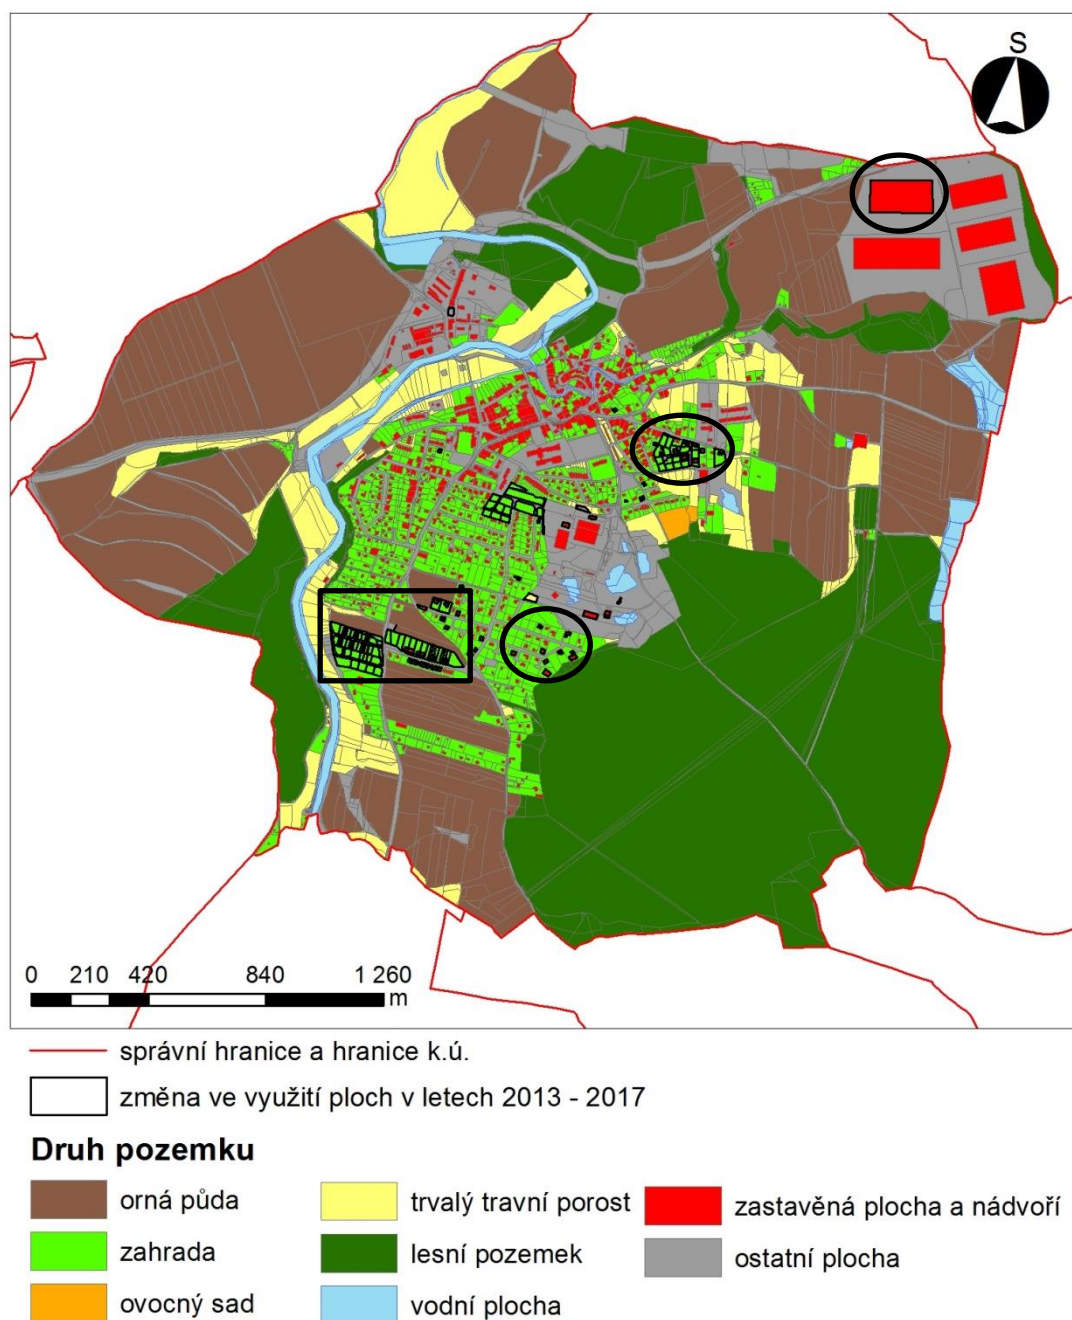 S
0 210 420 840 1 260
m
správní hranice a hranice k.ú.
změna ve využití ploch v letech 2013 - 2017
Druh pozemku
orná půda
trvalý travní porost
zastavěná plocha a nádvoří
zahrada
lesní pozemek
ostatní plocha
ovocný sad
vodní plocha